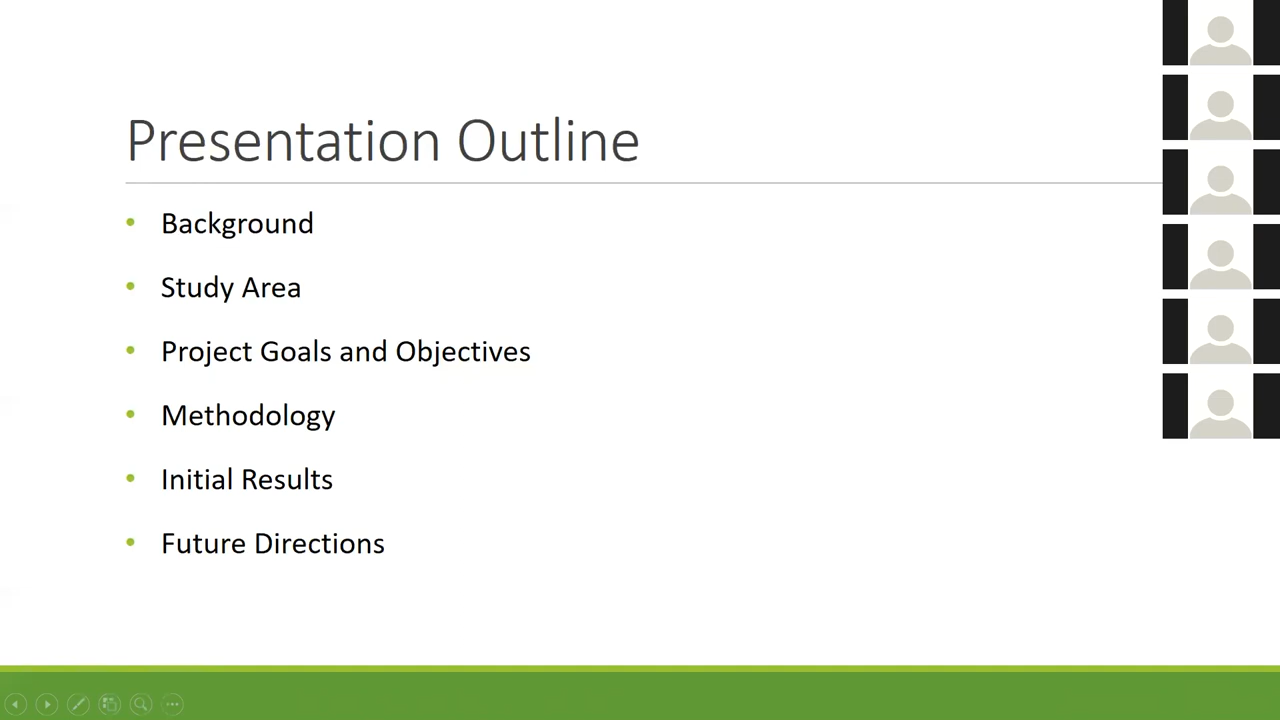 Presentation Outline
• Background
• Study Area
• Project Goals and Objectives
• Methodology
• Initial Results
• Future Directions